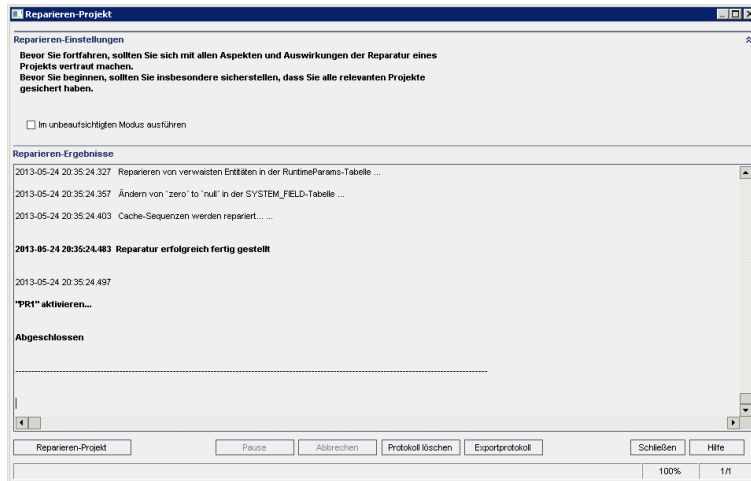 Reparieren-Projekt
Reparieren-Einstellungen
Bevor Sie fortfahren, sollten Sie sich mit allen Aspekten und Auswirkungen der Reparatur eines
Projekts vertraut machen.
Bevor Sie beginnen, sollten Sie insbesondere sicherstellen, dass Sie alle relevanten Projekte
gesichert haben.
Im unbeaufsichtigten Modus ausführen
Reparieren-Ergebnisse
2013-05-24 20:35:24.327 Reparieren von verwaisten Entitäten in der RuntimeParams-Tabelle ...
2013-05-24 20:35:24.357 Ändern von `zero´ to `null´ in der SYSTEM_FIELD-Tabelle ...
2013-05-24 20:35:24.403 Cache-Sequenzen werden repariert... ...
2013-05-24 20:35:24.483 Reparatur erfolgreich fertig gestellt
2013-05-24 20:35:24.497
"PR1" aktivieren...
Abgeschlossen
Reparieren-Projekt Pause Abbrechen Protokoll löschen Exportprotokoll Schließen Hilfe
100% 1/1